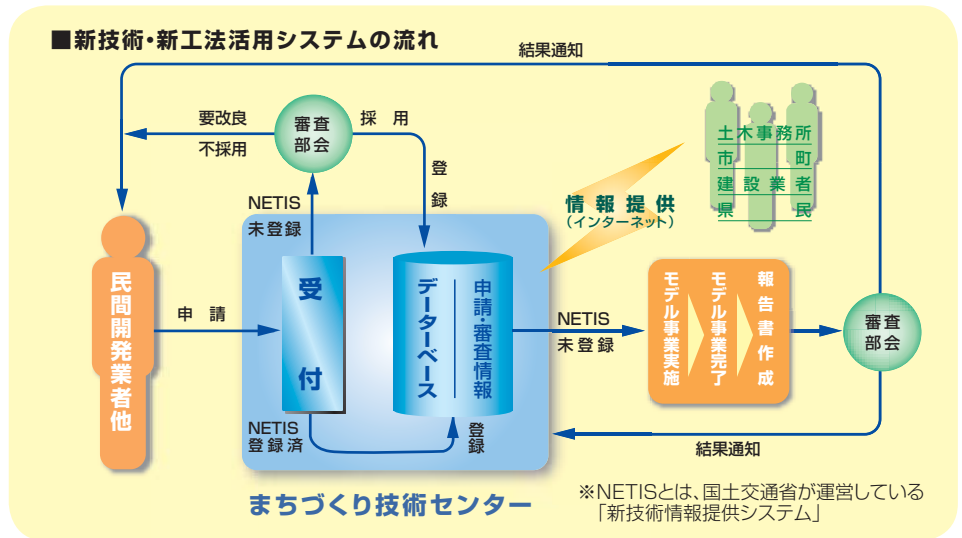 ■新技術・新工法活用システムの流れ
結果通知
要改良
不採用
審査
部会
採用
登録
土木事務所
市町
建設業者
県民
情報提供
(インターネット)
NETIS
未登録
民間開発業者他
申請
受付
データーベース
申請・審査情報
NETIS
未登録
モデル事業実施
モデル事業完了
報告書作成
審査
部会
NETIS
登録済
登録
結果通知
まちづくり技術センター
※NETISとは、国土交通省が運営している
「新技術情報提供システム」